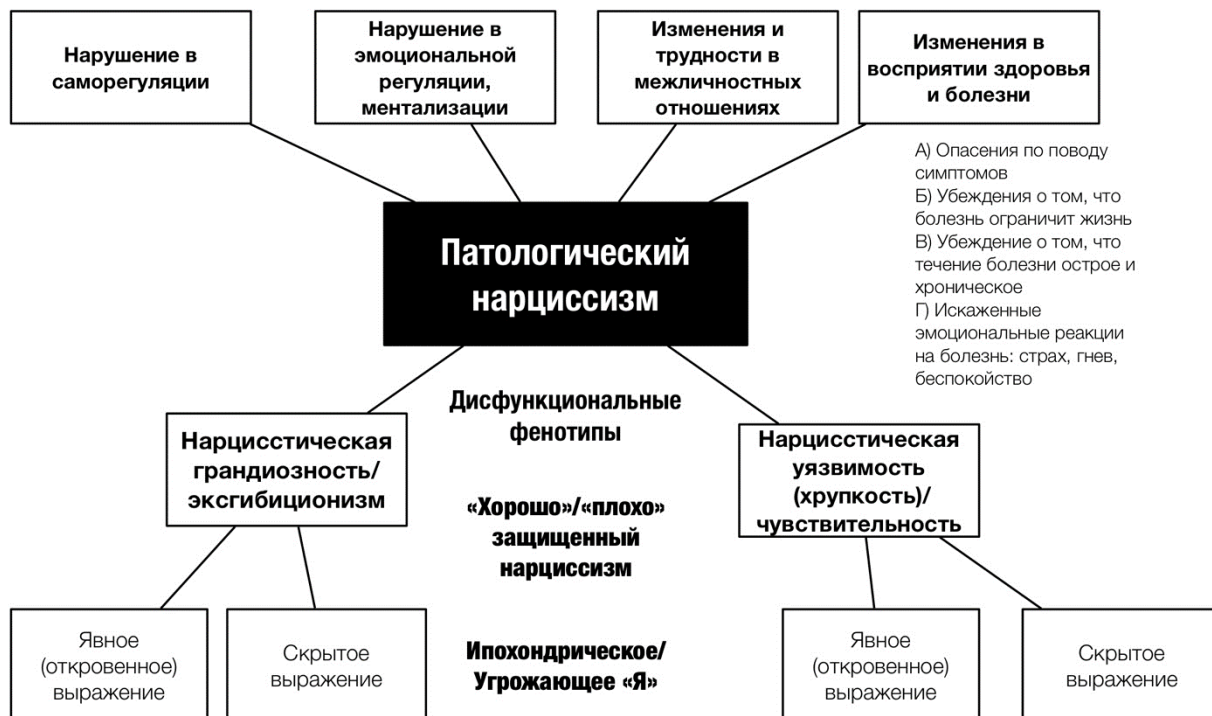 Нарушение в
саморегуляции
Нарушение в
эмоциональной
регуляции,
ментализации
Изменения и
трудности в
межличностных
отношениях
Изменения в
восприятии здоровья
и болезни
А) Опасения по поводу
симптомов
Б) Убеждения о том, что
болезнь ограничит жизнь
В) Убеждение о том, что
течение болезни острое и
хроническое
Г) Искаженные
эмоциональные реакции
на болезнь: страх, гнев,
беспокойство
Патологический
нарциссизм
Дисфункциональные
фенотипы
Нарцисстическая
грандиозность/
эксгибиционизм
«Хорошо»/«плохо»
защищенный
нарциссизм
Нарцисстическая
уязвимость
(хрупкость)/
чувствительность
Явное
(откровенное)
выражение
Скрытое
выражение
Ипохондрическое/
Угрожающее «Я»
Явное
(откровенное)
выражение
Скрытое
выражение